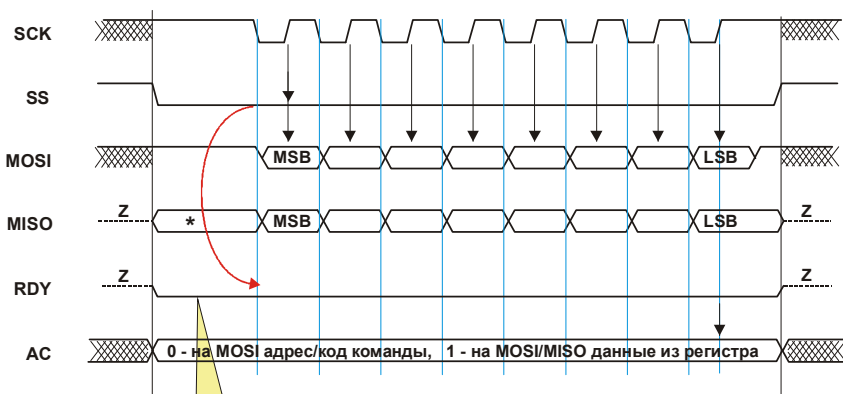 SCK
SS
MOSI MSB LSB
Z Z
MISO * MSB LSB
Z Z
RDY
AC 0 - на MOSI адрес/код команды, 1 - на MOSI/MISO данные из регистра